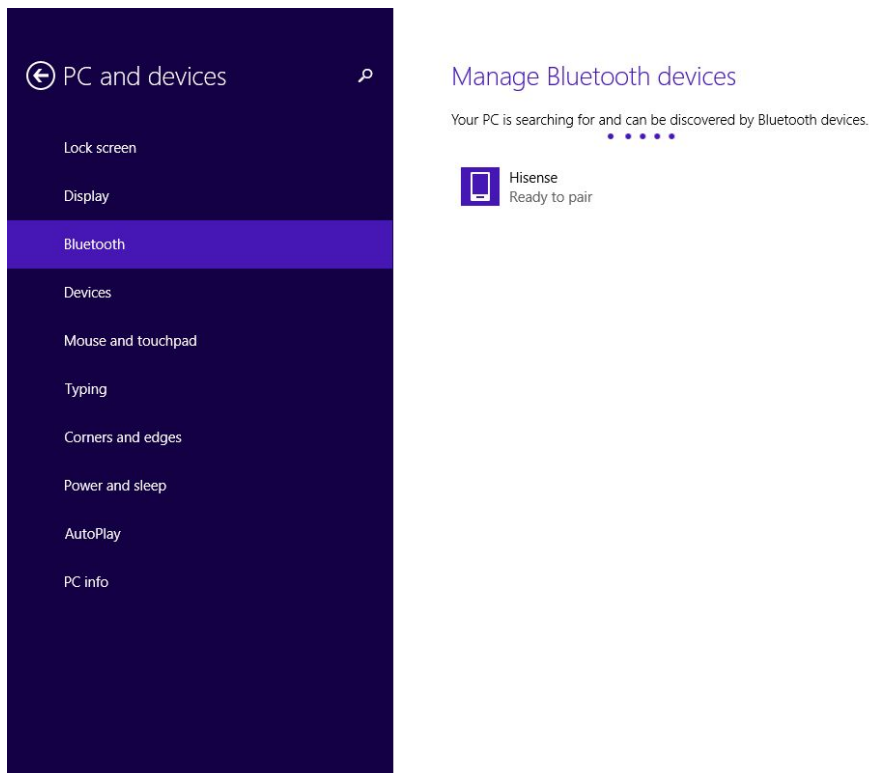 PC and devices
Lock screen
Display
Bluetooth
Devices
Mouse and touchpad
Typing
Corners and edges
Power and sleep
AutoPlay
PC info
Manage Bluetooth devices
Your PC is searching for and can be discovered by Bluetooth devices.
Hisense
Ready to pair